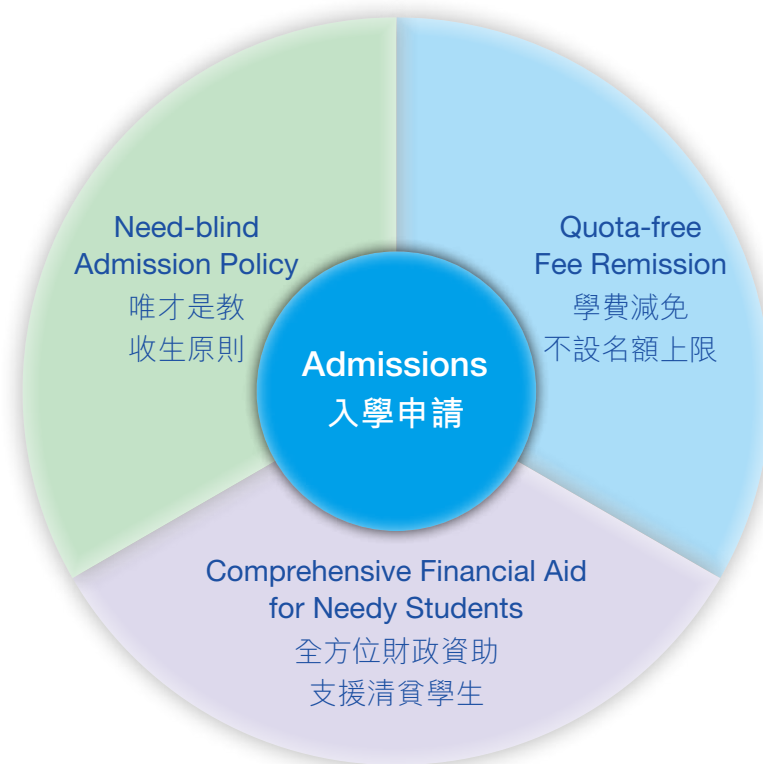 Need-blind
Admission Policy
唯才是教
收生原則
Quota-free
Fee Remission
學費減免
不設名額上限
Admissions
入學申請
Comprehensive Financial Aid
for Needy Students
全方位財政資助
支援清貧學生